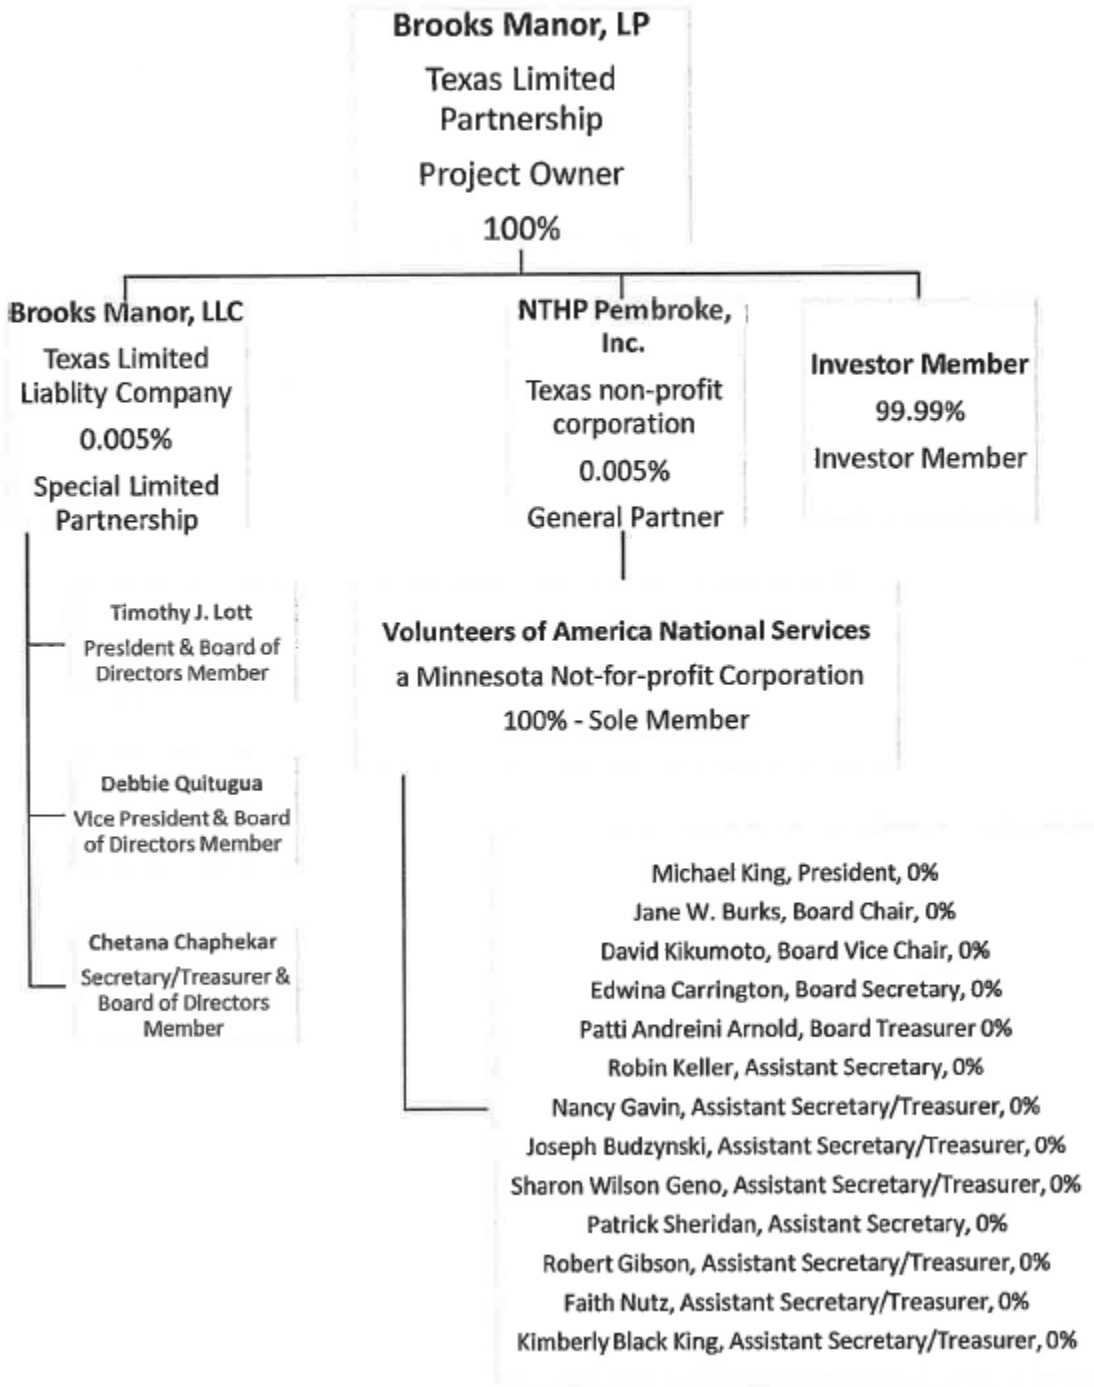 Brooks Manor, LP
Texas Limited
Partnership
Project Owner
100%
Brooks Manor, LLC
Texas Limited
Liablity Company
0.005%
Special Limited
Partnership
NTHP Pembroke,
Inc.
Texas non-profit
corporation
0.005%
General Partner
Investor Member
99.99%
Investor Member
Timothy J. Lott
President & Board of
Directors Member
Debbie Quitugua
Vice President & Board
of Directors Member
Chetana Chaphekar
Secretary/Treasurer &
Board of Directors
Member
Volunteers of America National Services
a Minnesota Not-for-profit Corporation
100% - Sole Member
Michael King, President, 0%
Jane W. Burks, Board Chair, 0%
David Kikumoto, Board Vice Chair, 0%
Edwina Carrington, Board Secretary, 0%
Patti Andreini Arnold, Board Treasurer 0%
Robin Keller, Assistant Secretary, 0%
Nancy Gavin, Assistant Secretary/Treasurer, 0%
Joseph Budzynski, Assistant Secretary/Treasurer, 0%
Sharon Wilson Geno, Assistant Secretary/Treasurer, 0%
Patrick Sheridan, Assistant Secretary, 0%
Robert Gibson, Assistant Secretary/Treasurer, 0%
Faith Nutz, Assistant Secretary/Treasurer, 0%
Kimberly Black King, Assistant Secretary/Treasurer, 0%